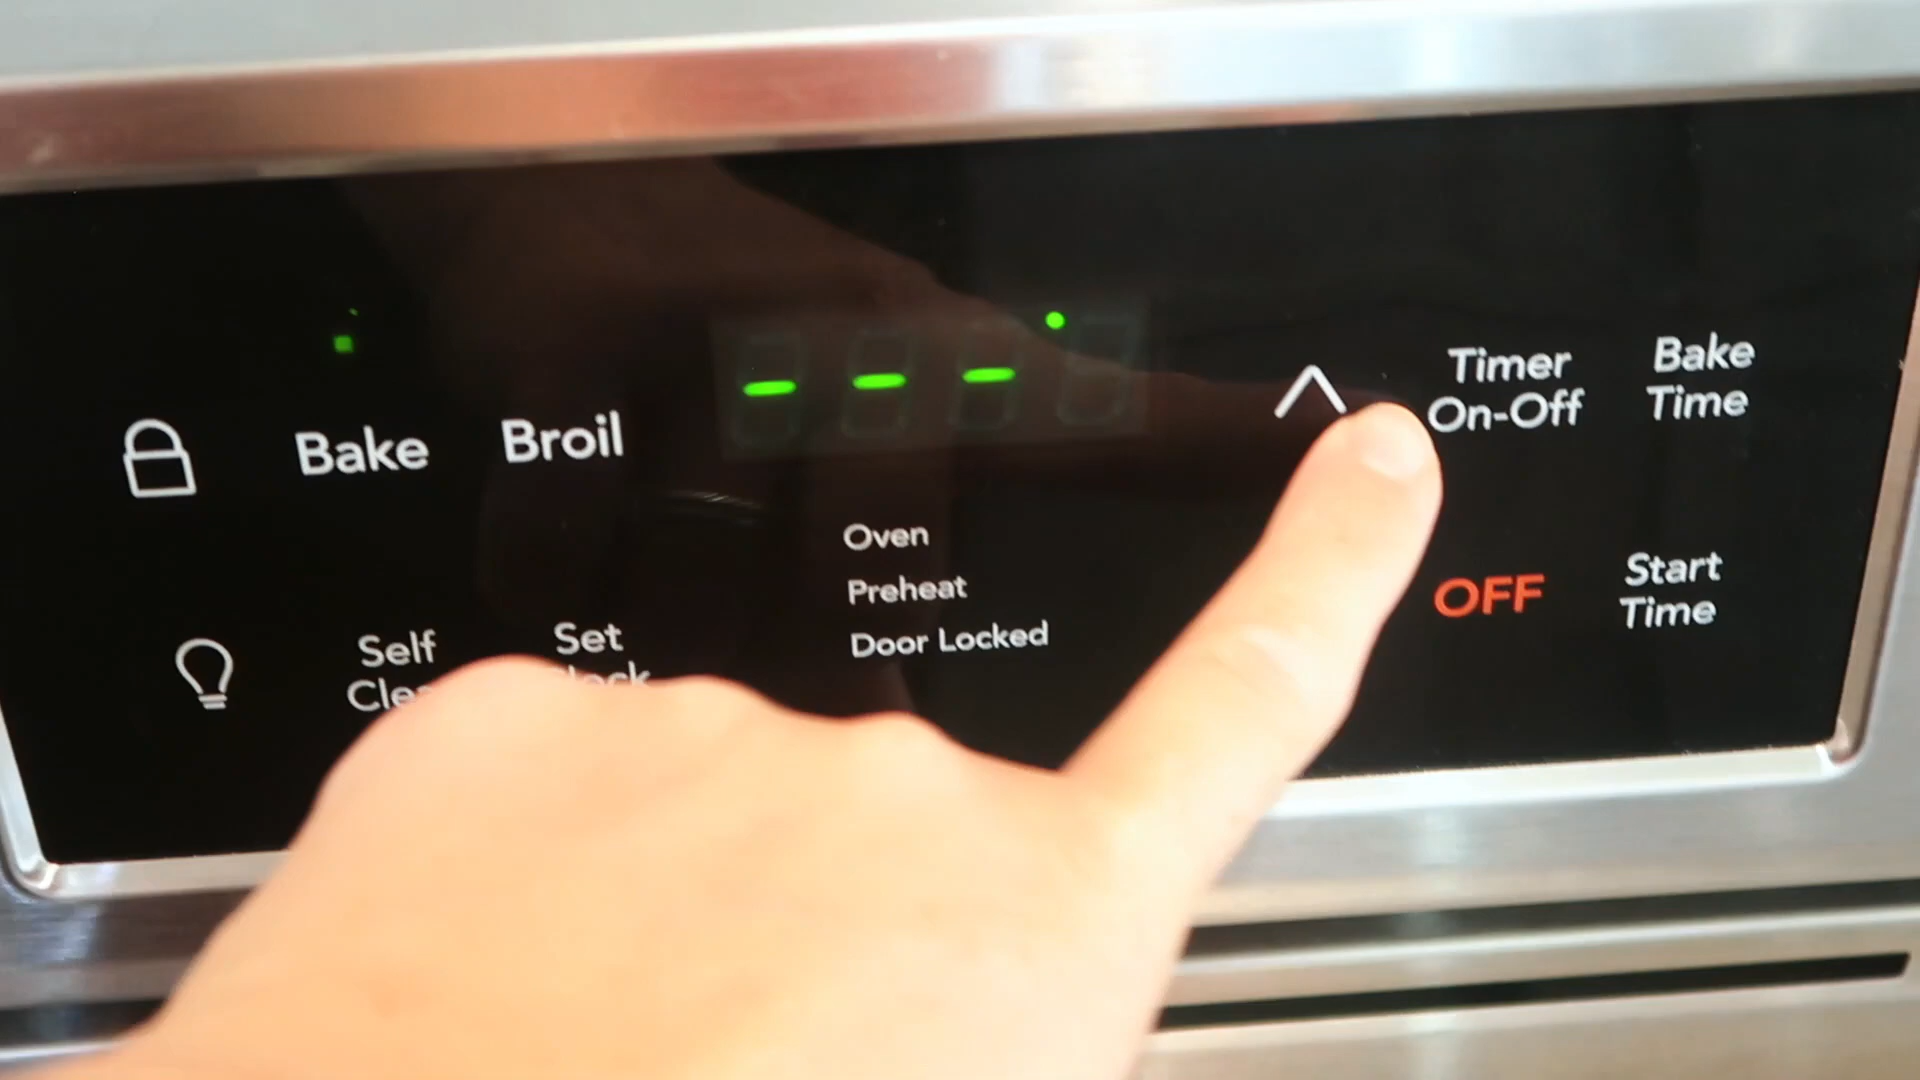 Bake
Broil
Self
Set
Oven
Preheat
Door Locked
Timer
On-Off
Bake
Time
OFF
Start
Time